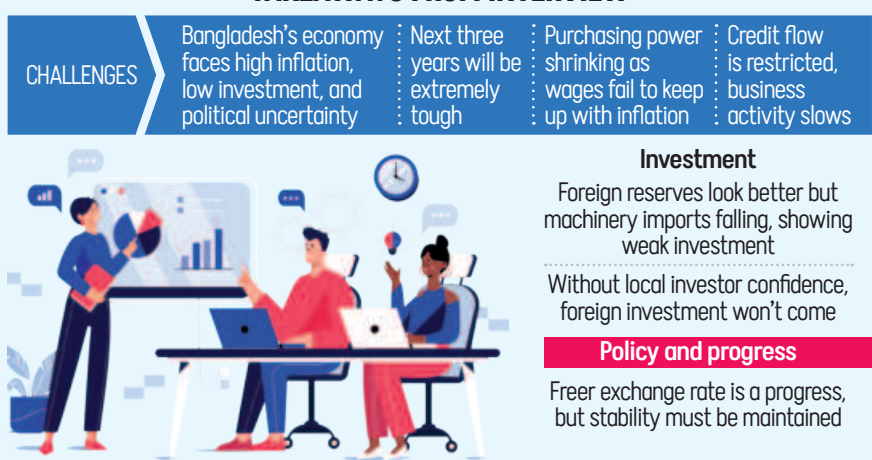 TAKEAWAYS FROM INTERVIEW
CHALLENGES
Bangladesh's economy
faces high inflation,
low investment, and
political uncertainty
Next three
years will be
extremely
tough
Purchasing power
shrinking as
wages fail to keep
up with inflation
Credit flow
is restricted,
business
activity slows
Investment
Foreign reserves look better but
machinery imports falling, showing
weak investment
Without local investor confidence,
foreign investment won't come
Policy and progress
Freer exchange rate is a progress,
but stability must be maintained